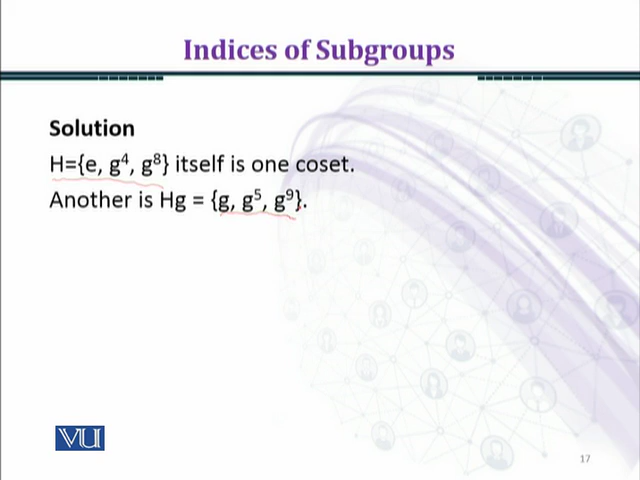 Indices of Subgroups
Solution
H={e, g⁴, g⁸} itself is one coset.
Another is Hg = {g, g⁵, g⁹}.
VU
17